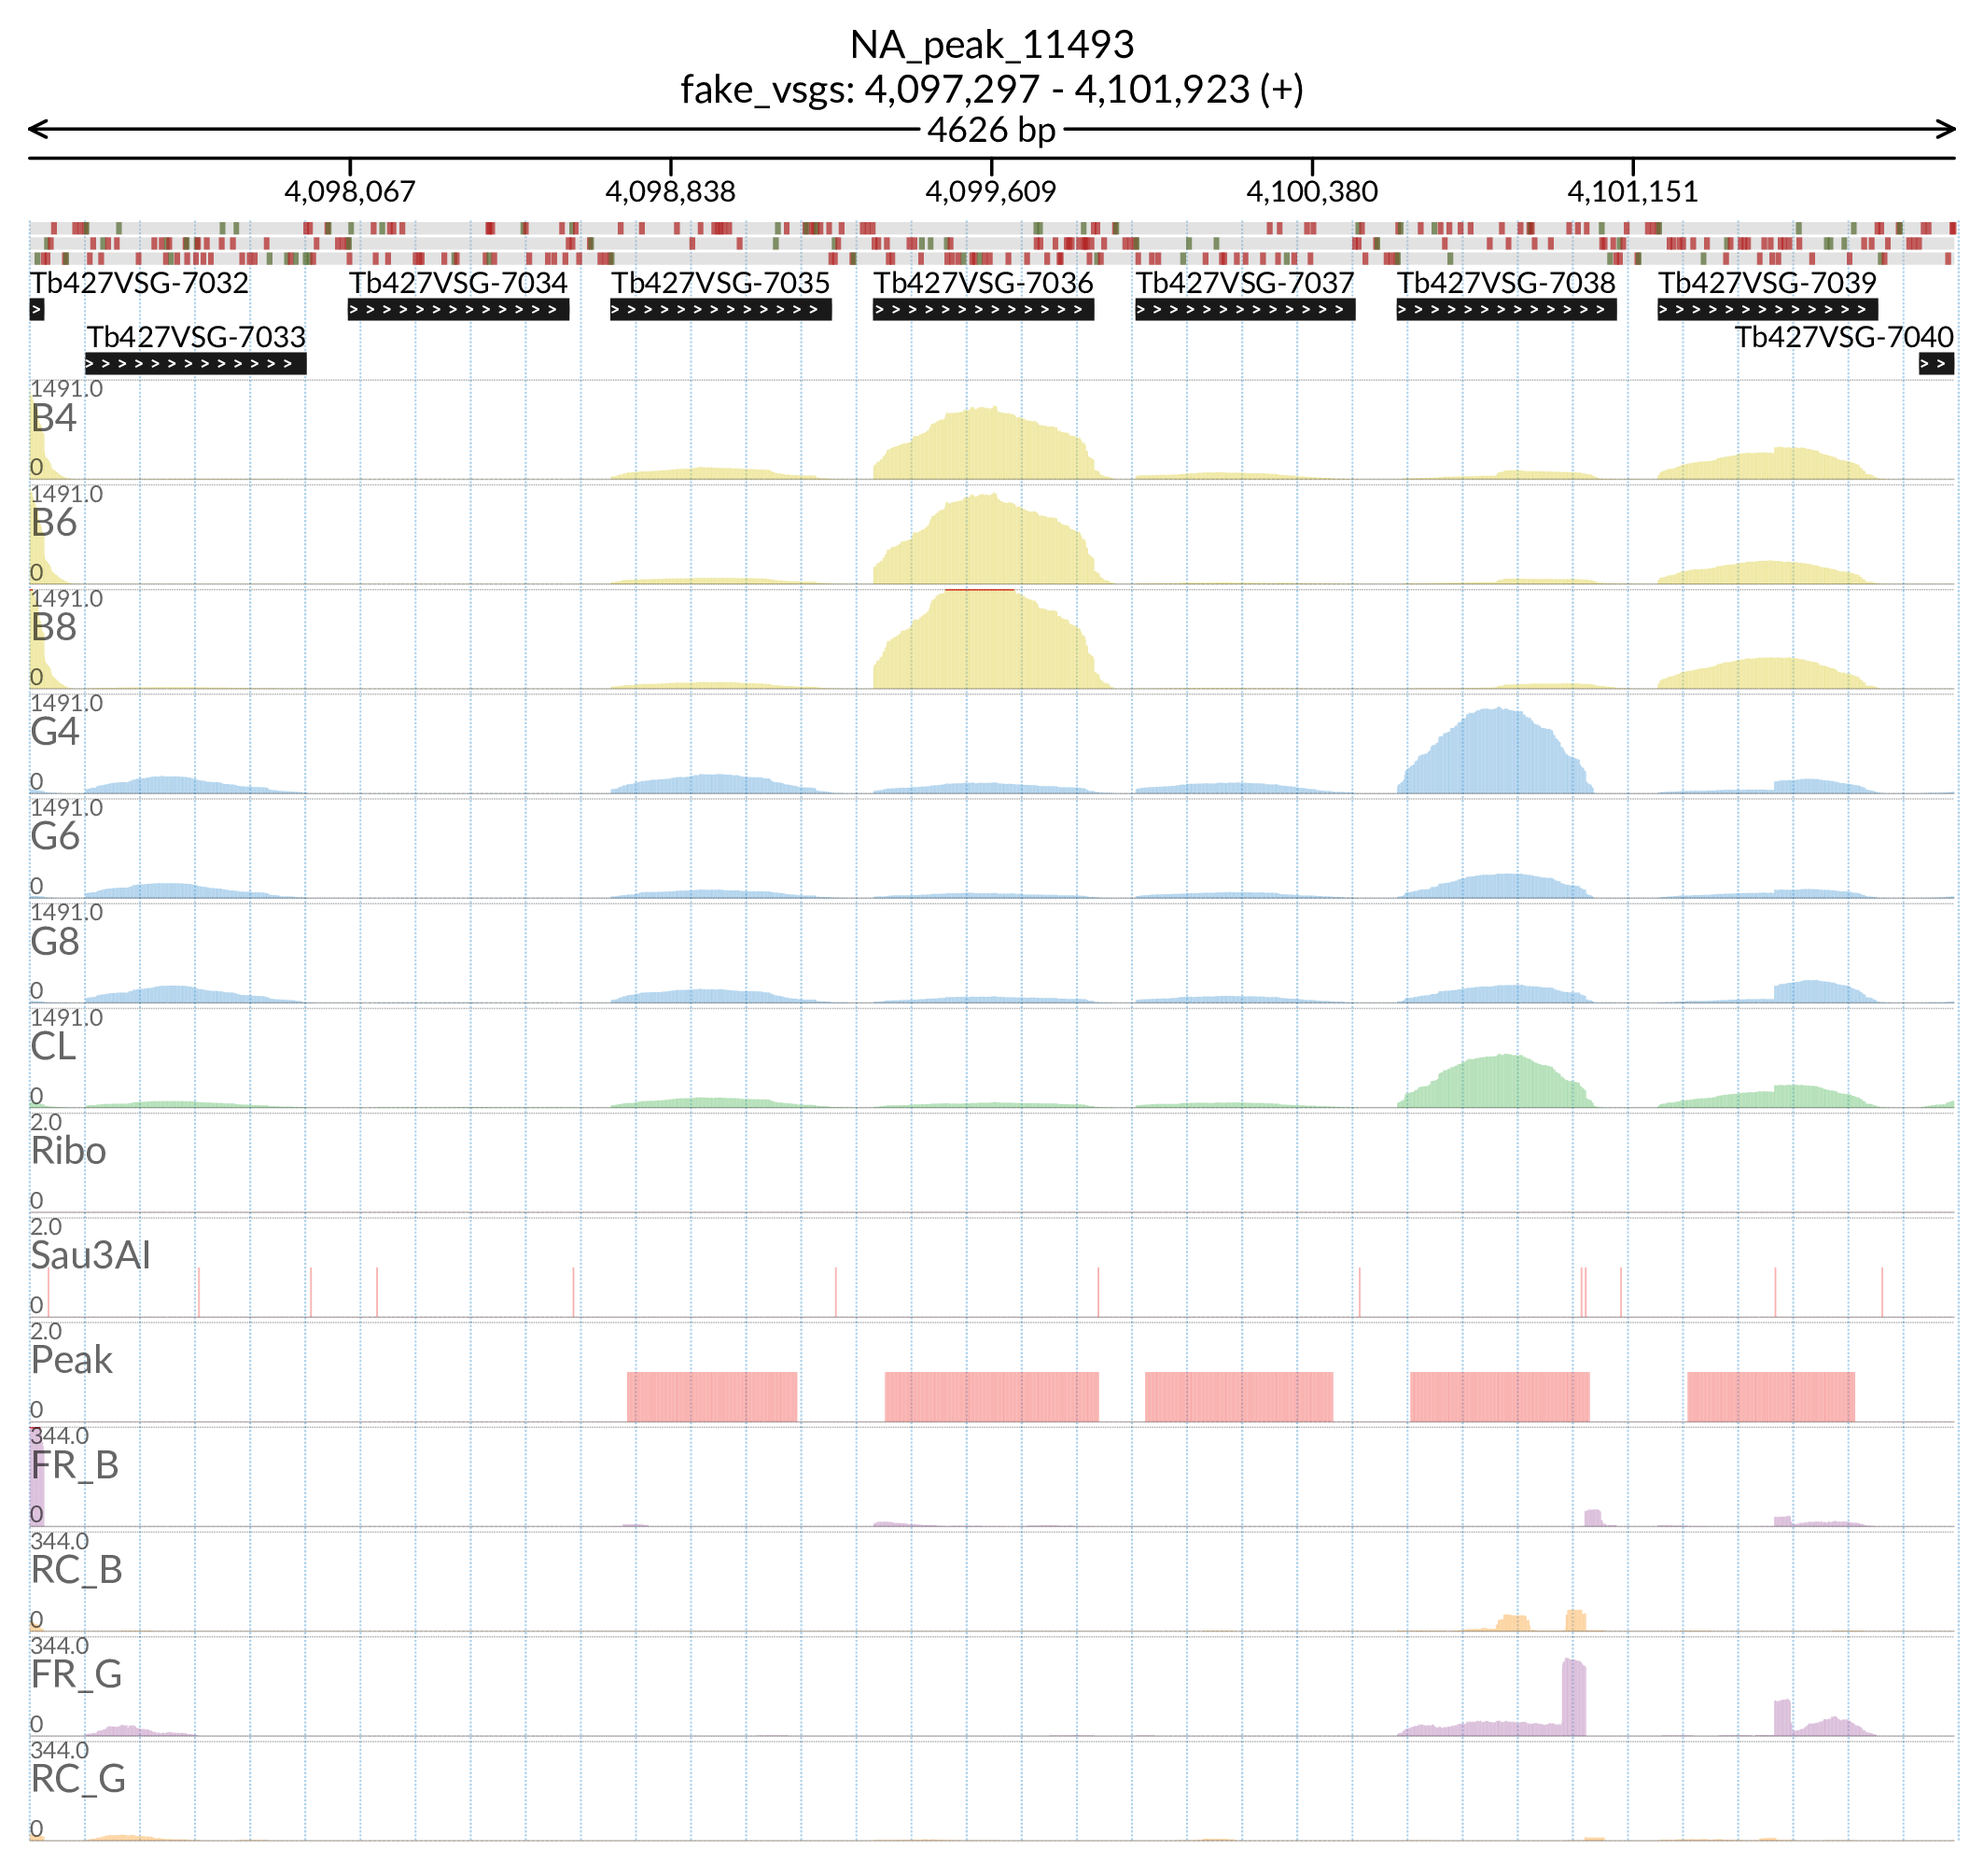 NA_peak_11493
fake_vsgs: 4,097,297 - 4,101,923 (+)
4626 bp
4,098,067 4,098,838 4,099,609 4,100,380 4,101,151
Tb427VSG-7032 Tb427VSG-7034 Tb427VSG-7035 Tb427VSG-7036 Tb427VSG-7037 Tb427VSG-7038 Tb427VSG-7039
Tb427VSG-7033 Tb427VSG-7040
1491.0
B4
0
1491.0
B6
0
1491.0
B8
0
1491.0
G4
0
1491.0
G6
0
1491.0
G8
0
1491.0
CL
0
2.0
Ribo
0
2.0
Sau3AI
0
2.0
Peak
0
344.0
FR_B
0
344.0
RC_B
0
344.0
FR_G
0
344.0
RC_G
0